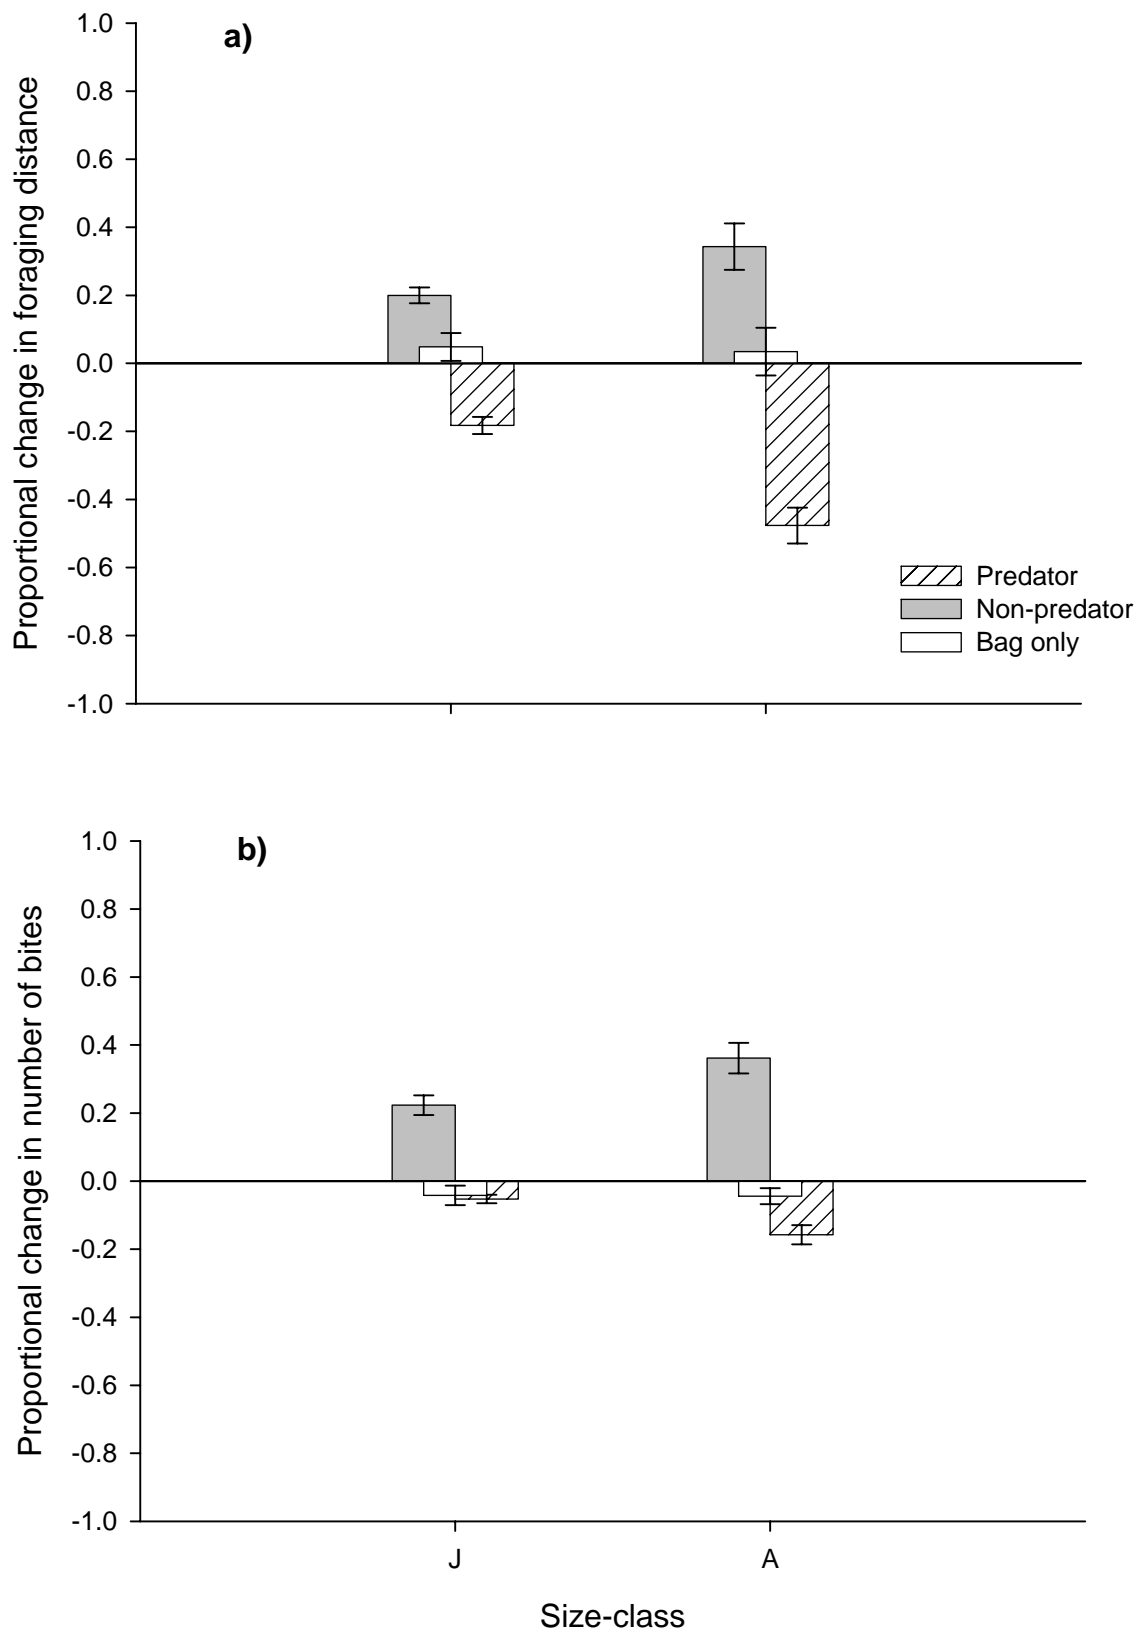 a)
Proportional change in foraging distance
1.0
0.8
0.6
0.4
0.2
0.0
-0.2
-0.4
-0.6
-0.8
-1.0
Predator
Non-predator
Bag only
b)
Proportional change in number of bites
1.0
0.8
0.6
0.4
0.2
0.0
-0.2
-0.4
-0.6
-0.8
-1.0
J A
Size-class